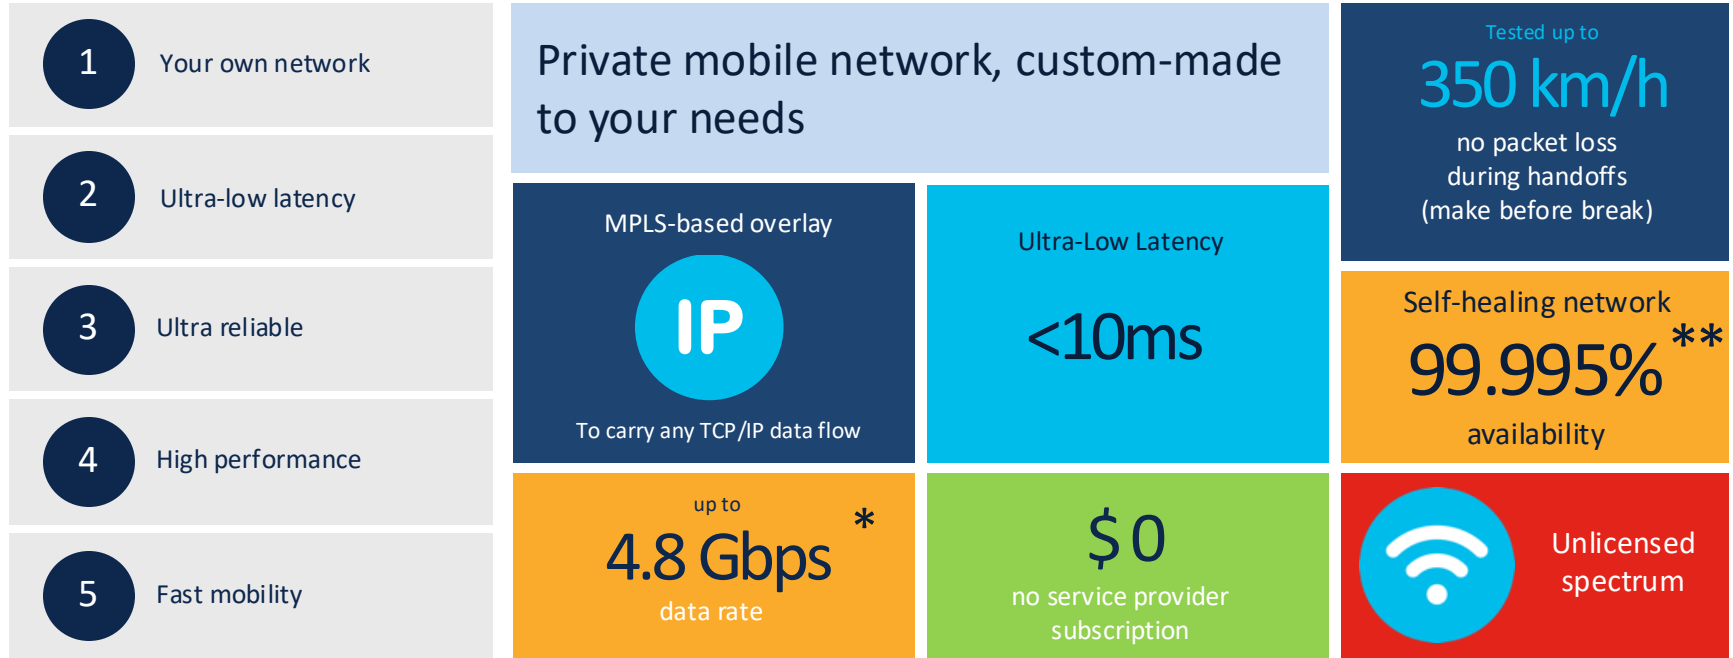 1
Your own network
2
Ultra-low latency
3
Ultra reliable
4
High performance
5
Fast mobility
Private mobile network, custom-made
to your needs
MPLS-based overlay
IP
To carry any TCP/IP data flow
Ultra-Low Latency
<10ms
up to
4.8 Gbps *
data rate
$ 0
no service provider
subscription
Tested up to
350 km/h
no packet loss
during handoffs
(make before break)
Self-healing network
99.995% **
availability
Unlicensed
spectrum